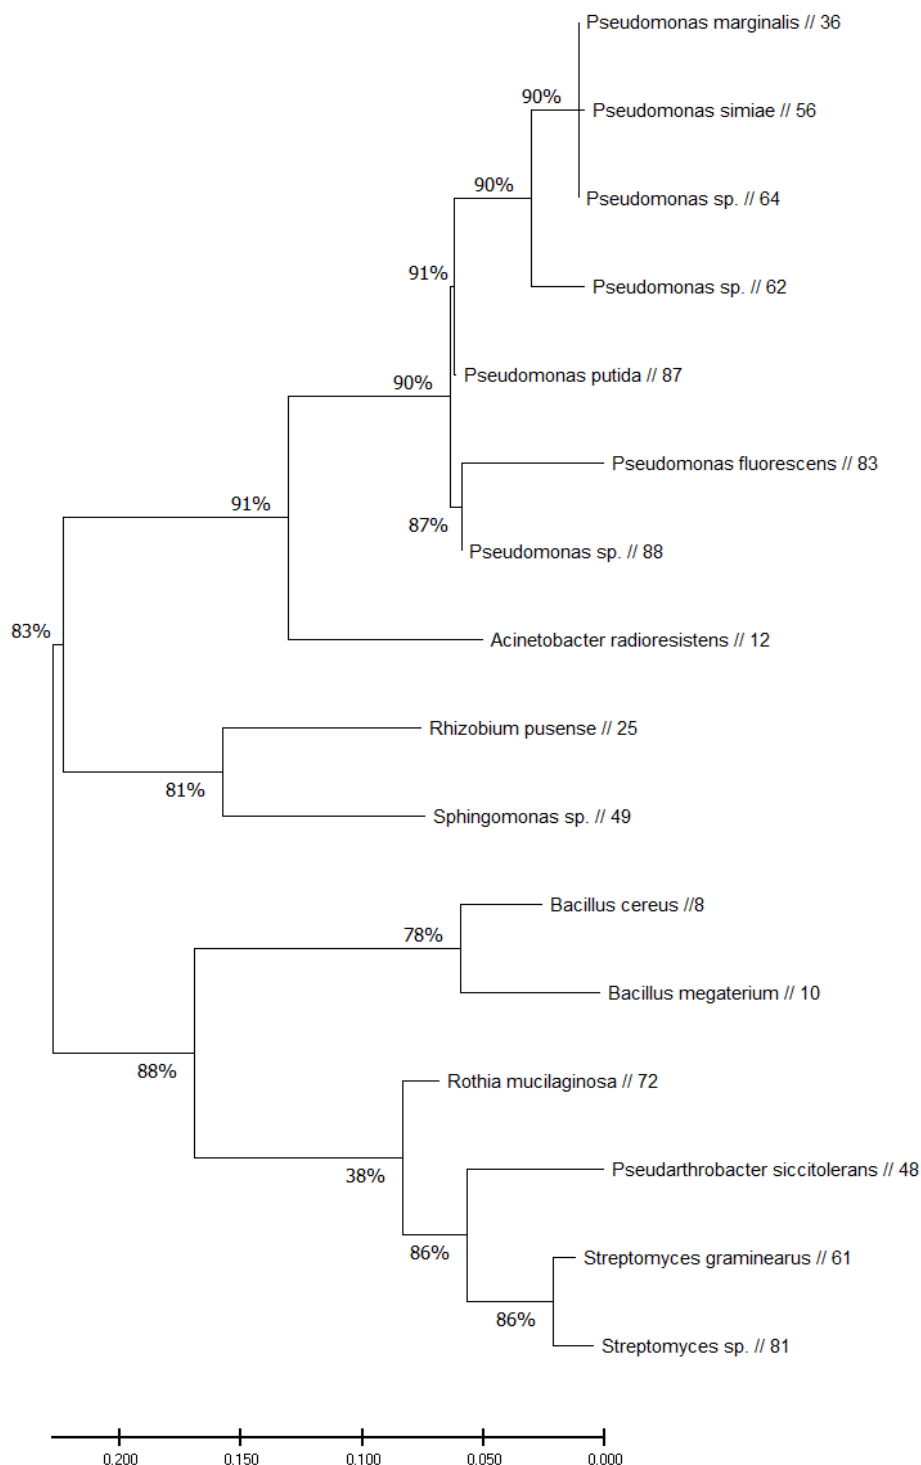 Pseudomonas marginalis // 36
90%
Pseudomonas simiae // 56
90%
Pseudomonas sp. // 64
91%
Pseudomonas sp. // 62
90%
Pseudomonas putida // 87
Pseudomonas fluorescens // 83
91%
87%
Pseudomonas sp. // 88
83%
Acinetobacter radioresistens // 12
Rhizobium pusense // 25
81%
Sphingomonas sp. // 49
Bacillus cereus //8
78%
Bacillus megaterium // 10
88%
Rothia mucilaginosa // 72
38%
Pseudarthrobacter siccitolerans // 48
86%
Streptomyces graminearus // 61
86%
Streptomyces sp. // 81
0.200 0.150 0.100 0.050 0.000